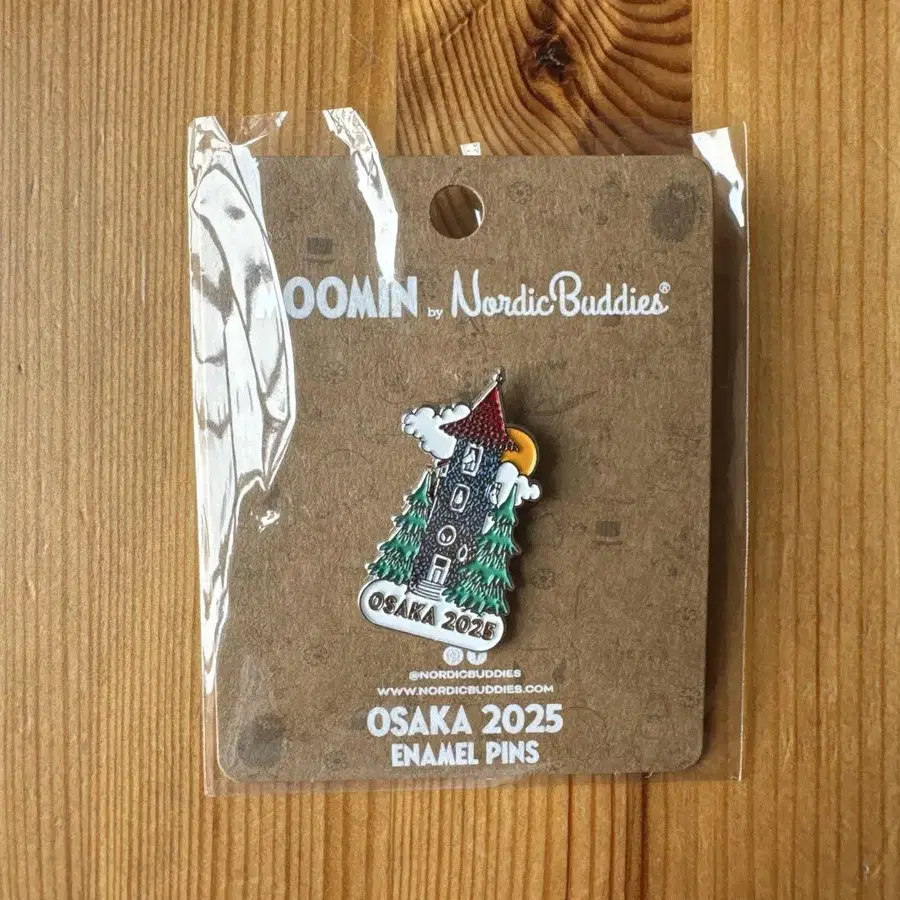 MOOMIN by NordicBuddies®
OSAKA 2025
@NORDICBUDDIES
WWW.NORDICBUDDIES.COM
OSAKA 2025
ENAMEL PINS